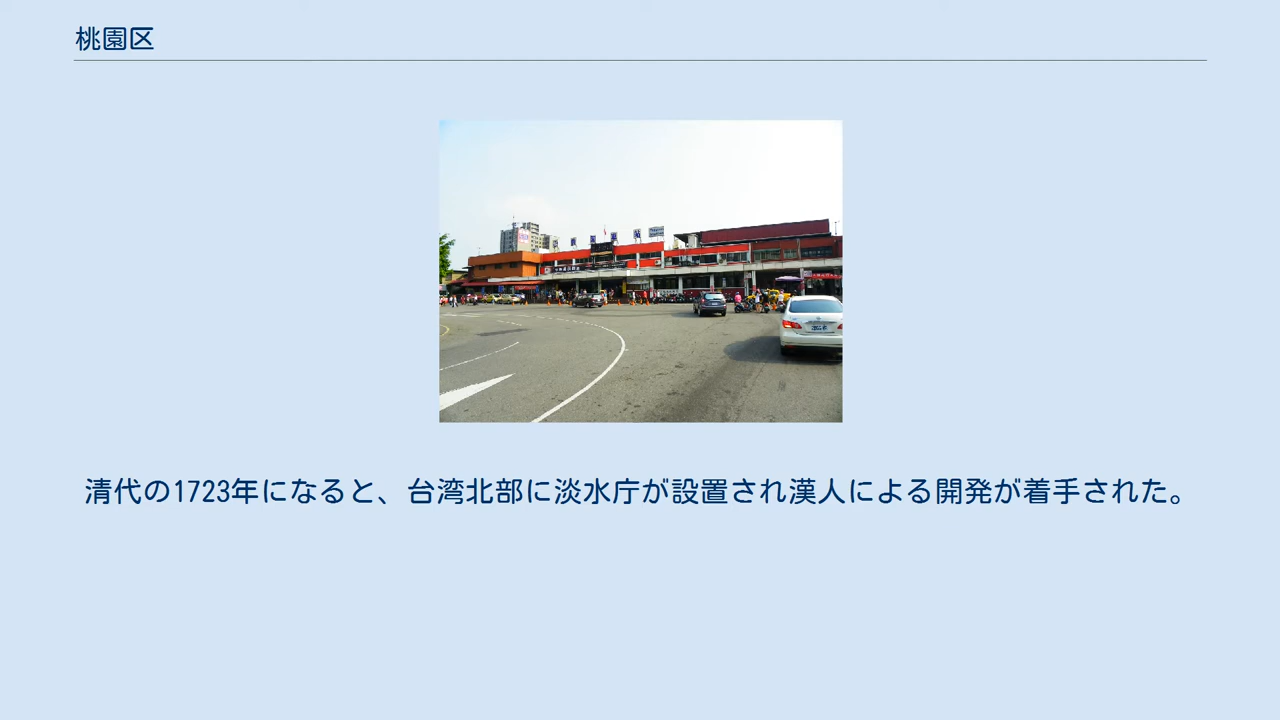 桃園区
清代の1723年になると、台湾北部に淡水庁が設置され漢人による開発が着手された。